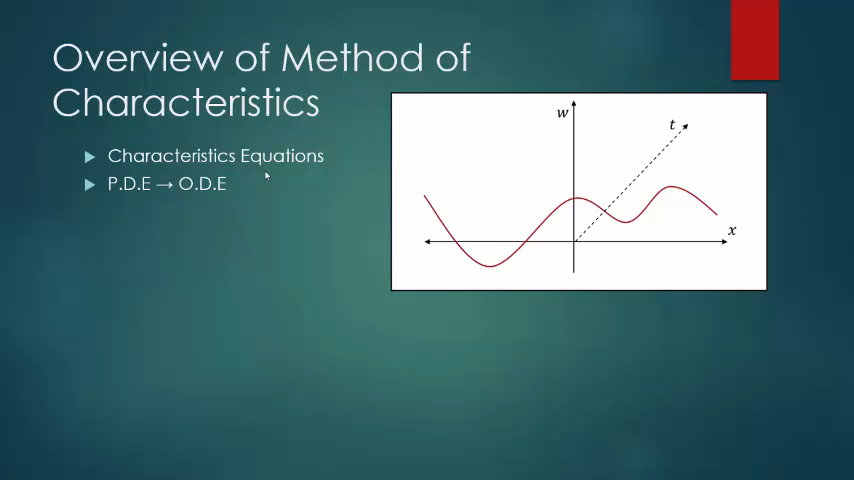 Overview of Method of
Characteristics
Characteristics Equations
P.D.E → O.D.E
w
t
x